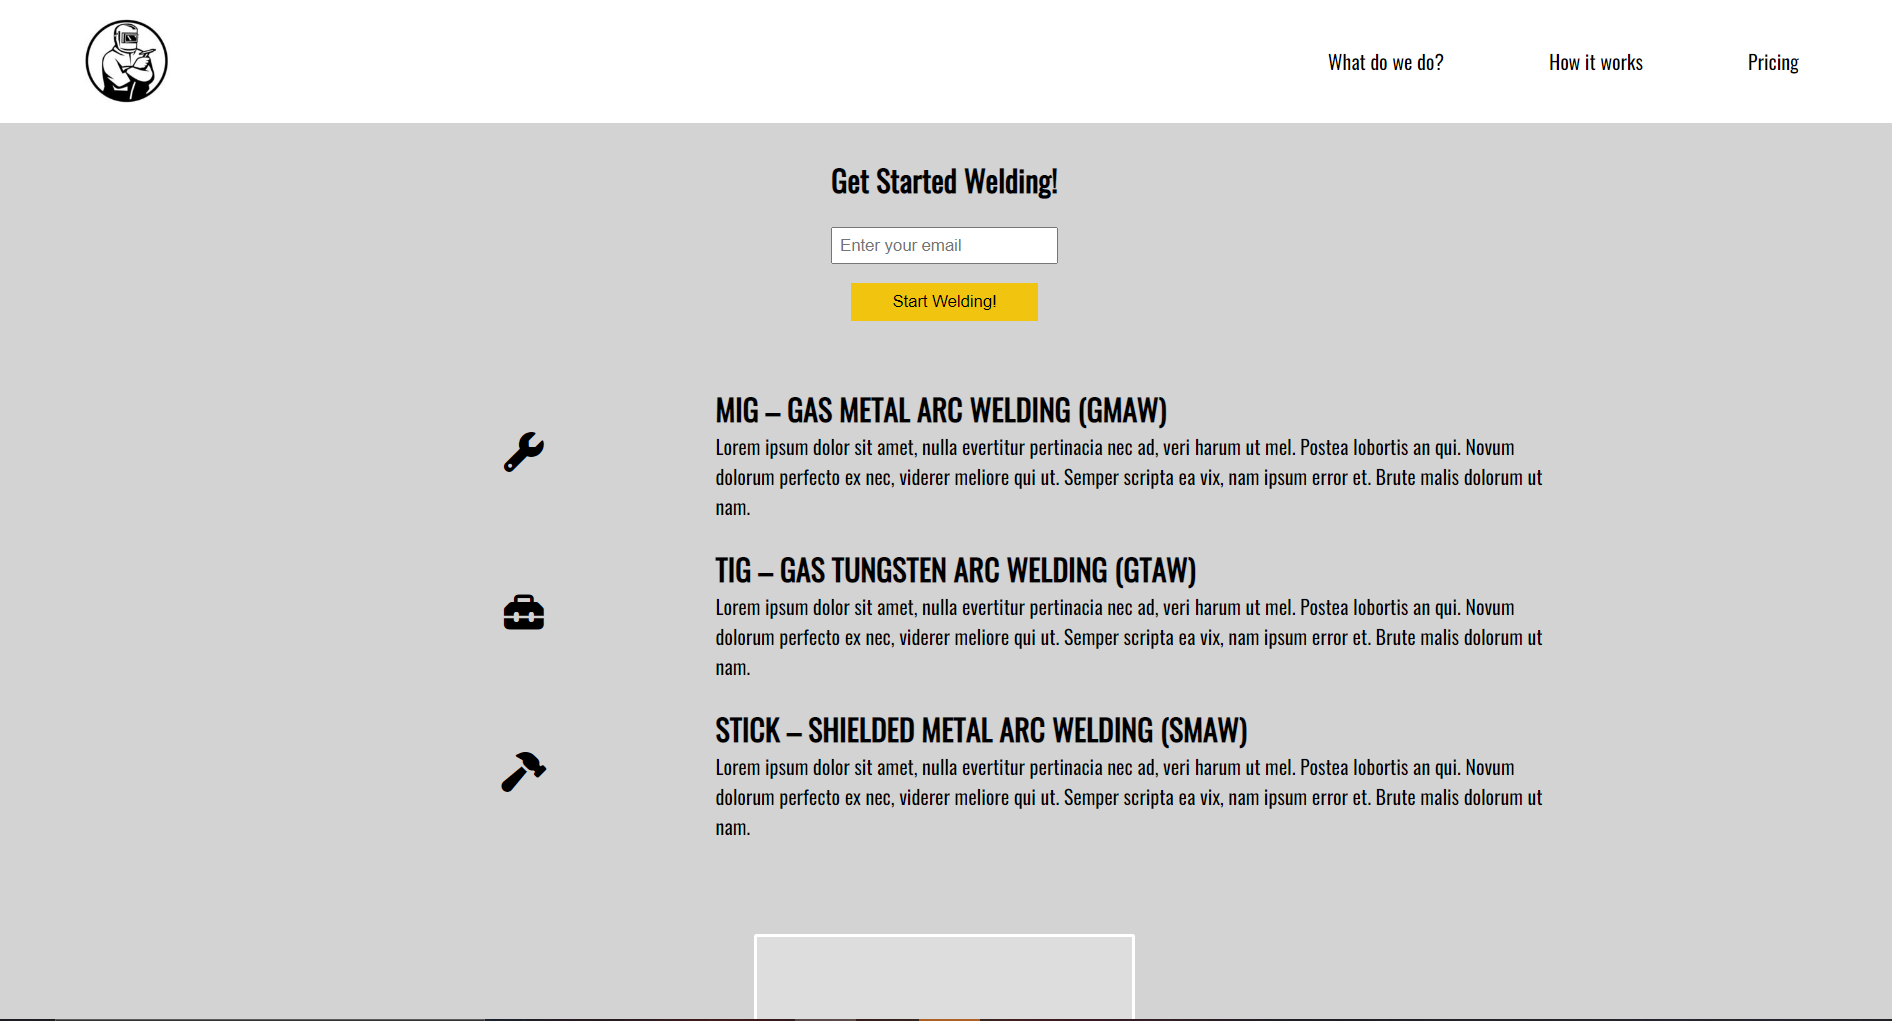 What do we do?
How it works
Pricing
Get Started Welding!
Enter your email
Start Welding!
MIG – GAS METAL ARC WELDING (GMAW)
Lorem ipsum dolor sit amet, nulla evertitur pertinacia nec ad, veri harum ut mel. Postea lobortis an qui. Novum
dolorum perfecto ex nec, viderer meliore qui ut. Semper scripta ea vix, nam ipsum error et. Brute malis dolorum ut
nam.
TIG – GAS TUNGSTEN ARC WELDING (GTAW)
Lorem ipsum dolor sit amet, nulla evertitur pertinacia nec ad, veri harum ut mel. Postea lobortis an qui. Novum
dolorum perfecto ex nec, viderer meliore qui ut. Semper scripta ea vix, nam ipsum error et. Brute malis dolorum ut
nam.
STICK – SHIELDED METAL ARC WELDING (SMAW)
Lorem ipsum dolor sit amet, nulla evertitur pertinacia nec ad, veri harum ut mel. Postea lobortis an qui. Novum
dolorum perfecto ex nec, viderer meliore qui ut. Semper scripta ea vix, nam ipsum error et. Brute malis dolorum ut
nam.